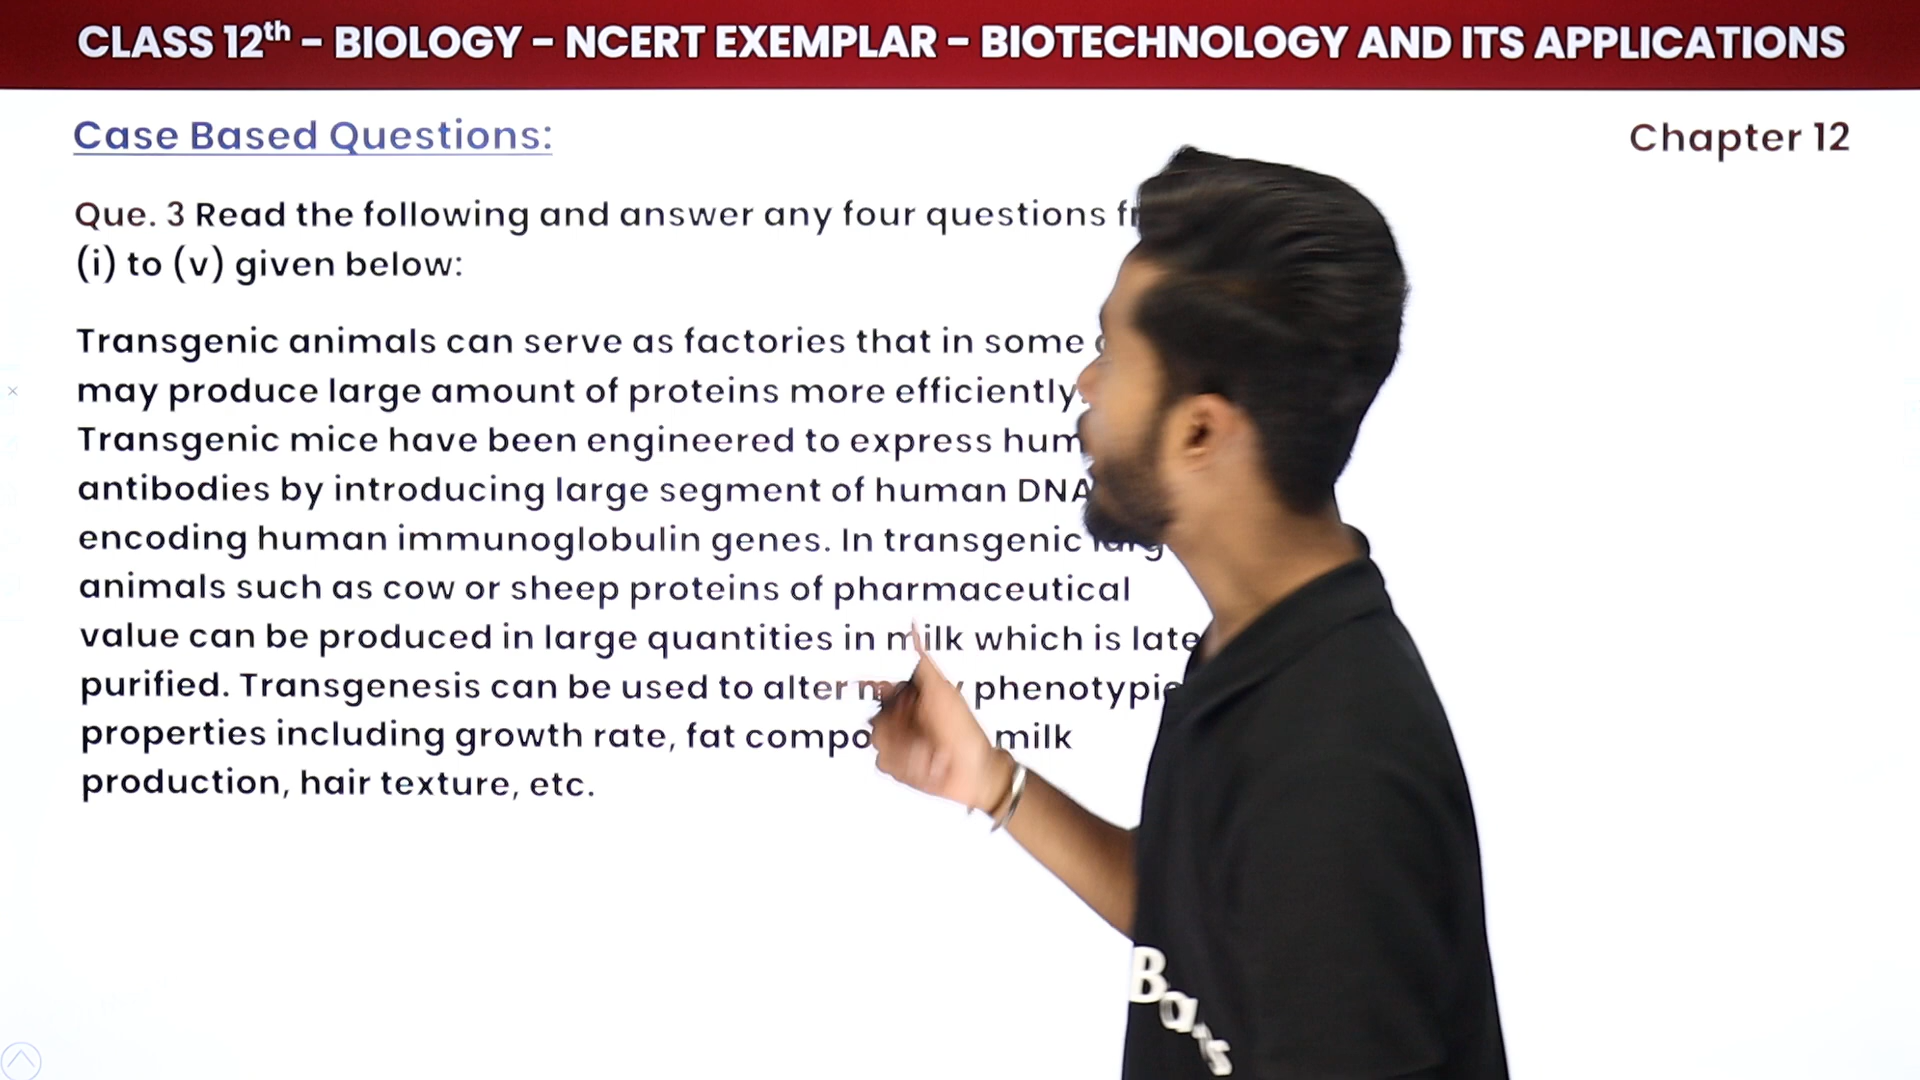 CLASS 12th – BIOLOGY – NCERT EXEMPLAR – BIOTECHNOLOGY AND ITS APPLICATIONS
Case Based Questions:
Chapter 12
Que. 3 Read the following and answer any four questions
(i) to (v) given below:
Transgenic animals can serve as factories that in some
may produce large amount of proteins more efficiently.
Transgenic mice have been engineered to express
antibodies by introducing large segment of human DNA
encoding human immunoglobulin genes. In transgenic
animals such as cow or sheep proteins of pharmaceutical
value can be produced in large quantities in milk which is
purified. Transgenesis can be used to alter phenotypic
properties including growth rate, fat milk
production, hair texture, etc.